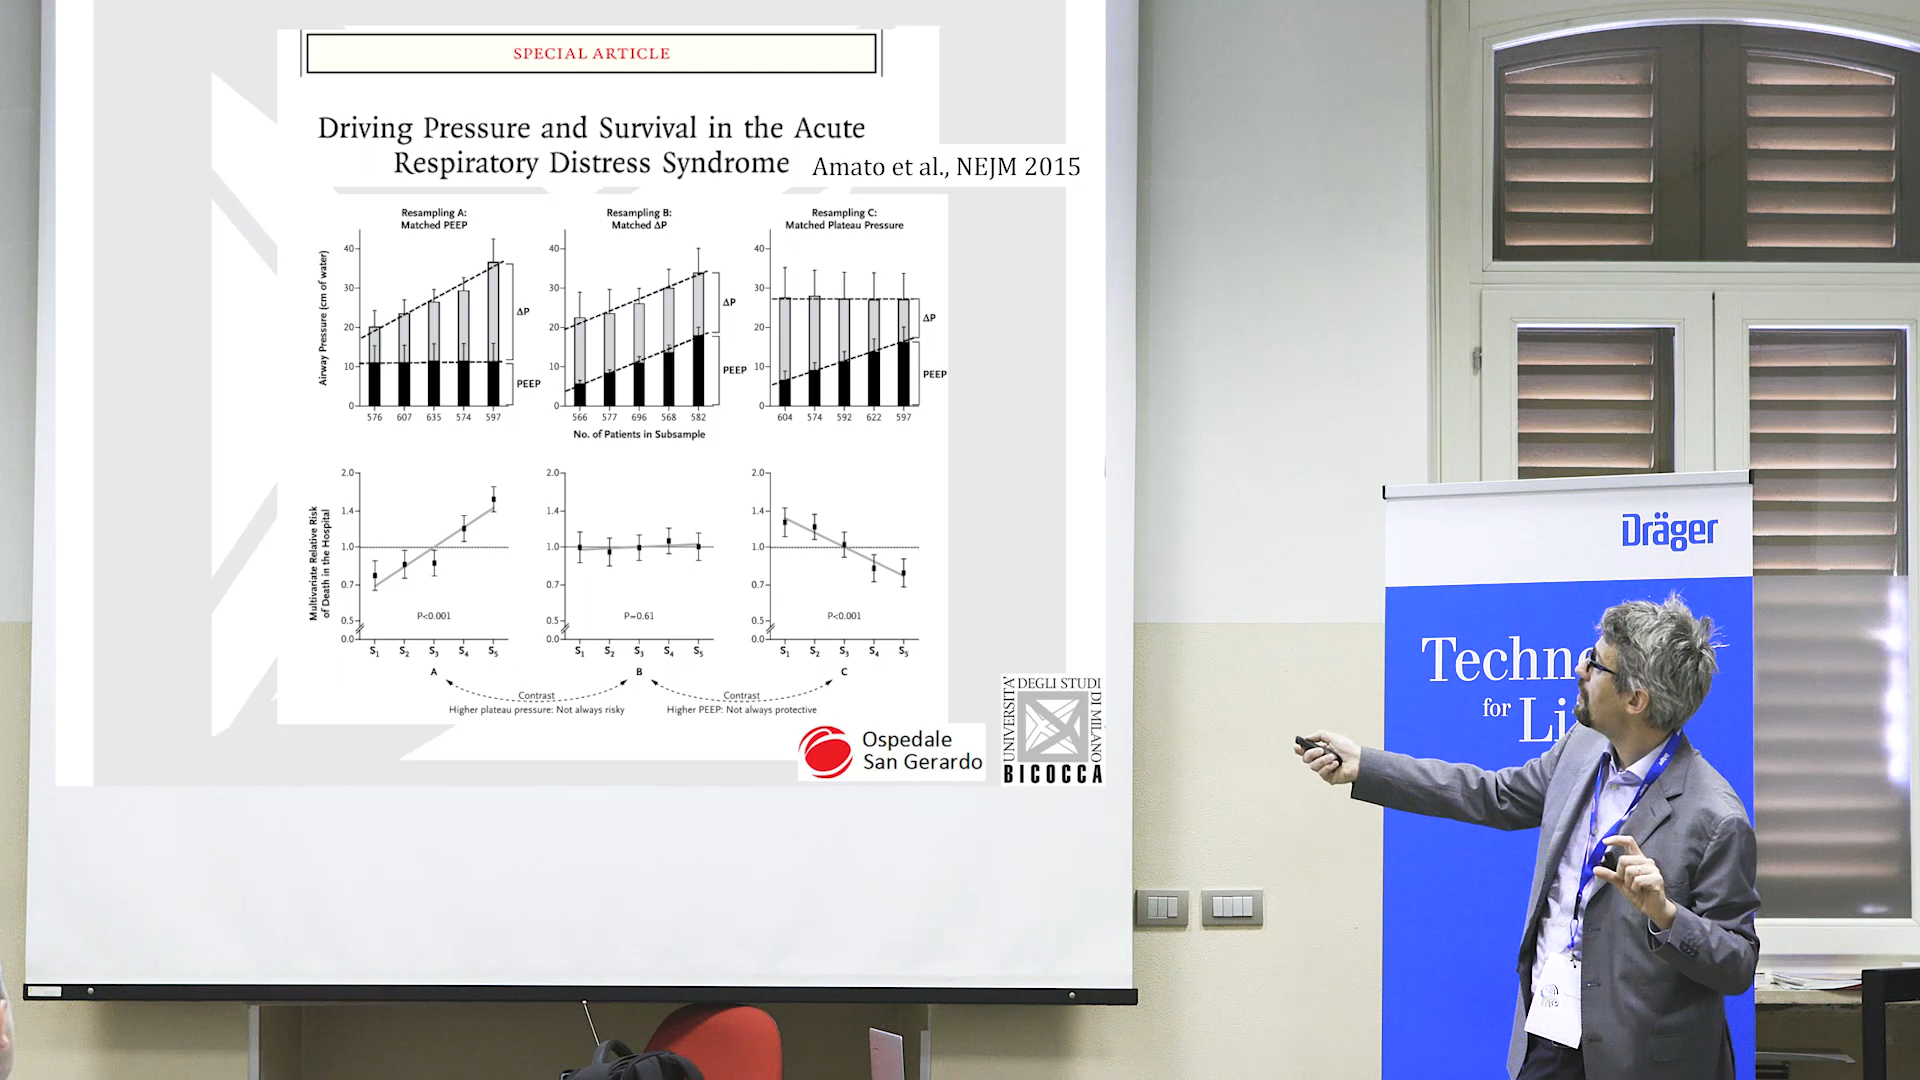 SPECIAL ARTICLE
Driving Pressure and Survival in the Acute
Respiratory Distress Syndrome
Amato et al., NEJM 2015
Resampling A:
Matched PEEP
Resampling B:
Matched ΔP
Resampling C:
Matched Plateau Pressure
Airway Pressure (cm of water)
40
30
20
10
0
ΔP
PEEP
576 607 635 574 597
40
30
20
10
0
ΔP
PEEP
566 577 696 568 582
40
30
20
10
0
ΔP
PEEP
604 574 592 622 597
No. of Patients in Subsample
Multivariate Relative Risk
of Death in the Hospital
2.0
1.4
1.0
0.7
0.5
0.0
P<0.001
S1 S2 S3 S4 S5
A
2.0
1.4
1.0
0.7
0.5
0.0
P=0.61
S1 S2 S3 S4 S5
B
2.0
1.4
1.0
0.7
0.5
0.0
P<0.001
S1 S2 S3 S4 S5
C
Contrast
Higher plateau pressure: Not always risky
Contrast
Higher PEEP: Not always protective
Ospedale
San Gerardo
UNIVERSITA'
DEGLI STUDI
DI MILANO
BICOCCA
Dräger
Techno
for Li